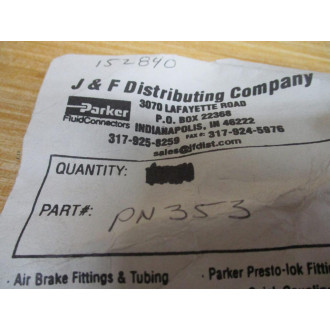 152840
J & F Distributing Company
Parker
FluidConnectors
3070 LAFAYETTE ROAD
P.O. BOX 22368
INDIANAPOLIS, IN 46222
317-925-8259 FAX #: 317-924-5976
sales@jfdist.com
QUANTITY:
PART#: PN353
· Air Brake Fittings & Tubing
· Parker Presto-lok Fitti